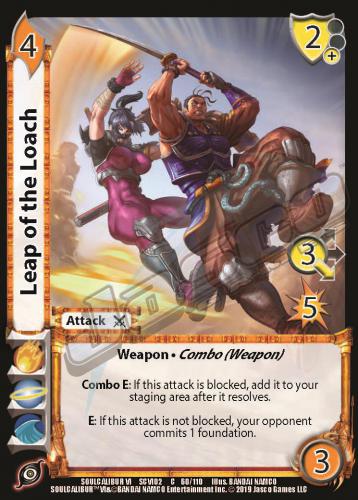 4
2
+
Leap of the Loach
3
5
Attack
Weapon • Combo (Weapon)
Combo E: If this attack is blocked, add it to your
staging area after it resolves.
E: If this attack is not blocked, your opponent
commits 1 foundation.
3
SOULCALIBUR VI SCVI02 C 60/110 Illus. BANDAI NAMCO
SOULCALIBUR™VI&© BANDAI NAMCO Entertainment Inc. © 2019 Jasco Games LLC